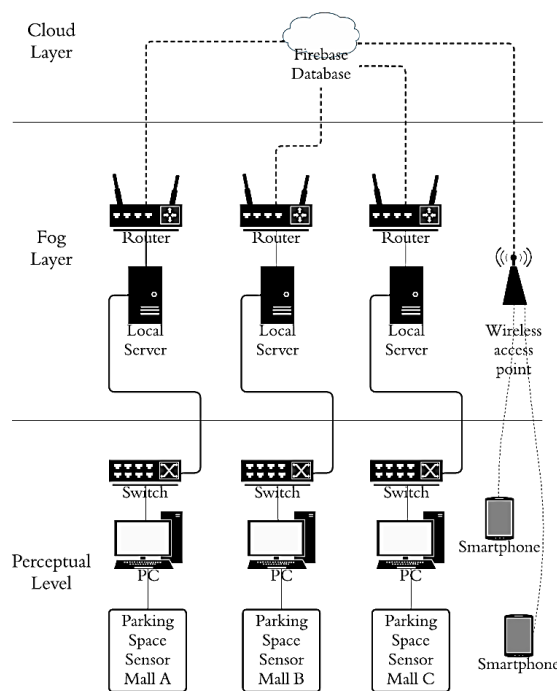 Cloud
Layer
Firebase
Database
Fog
Layer
Router
Router
Router
Local
Server
Local
Server
Local
Server
Wireless
access
point
Switch
Switch
Switch
Perceptual
Level
PC
PC
PC
Smartphone
Parking
Space
Sensor
Mall A
Parking
Space
Sensor
Mall B
Parking
Space
Sensor
Mall C
Smartphone